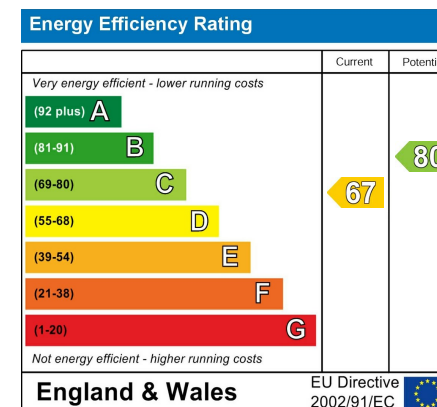 Energy Efficiency Rating
Current
Potenti
Very energy efficient - lower running costs
(92 plus) A
(81-91) B
80
(69-80) C
67
(55-68) D
(39-54) E
(21-38) F
(1-20) G
Not energy efficient - higher running costs
England & Wales
EU Directive
2002/91/EC